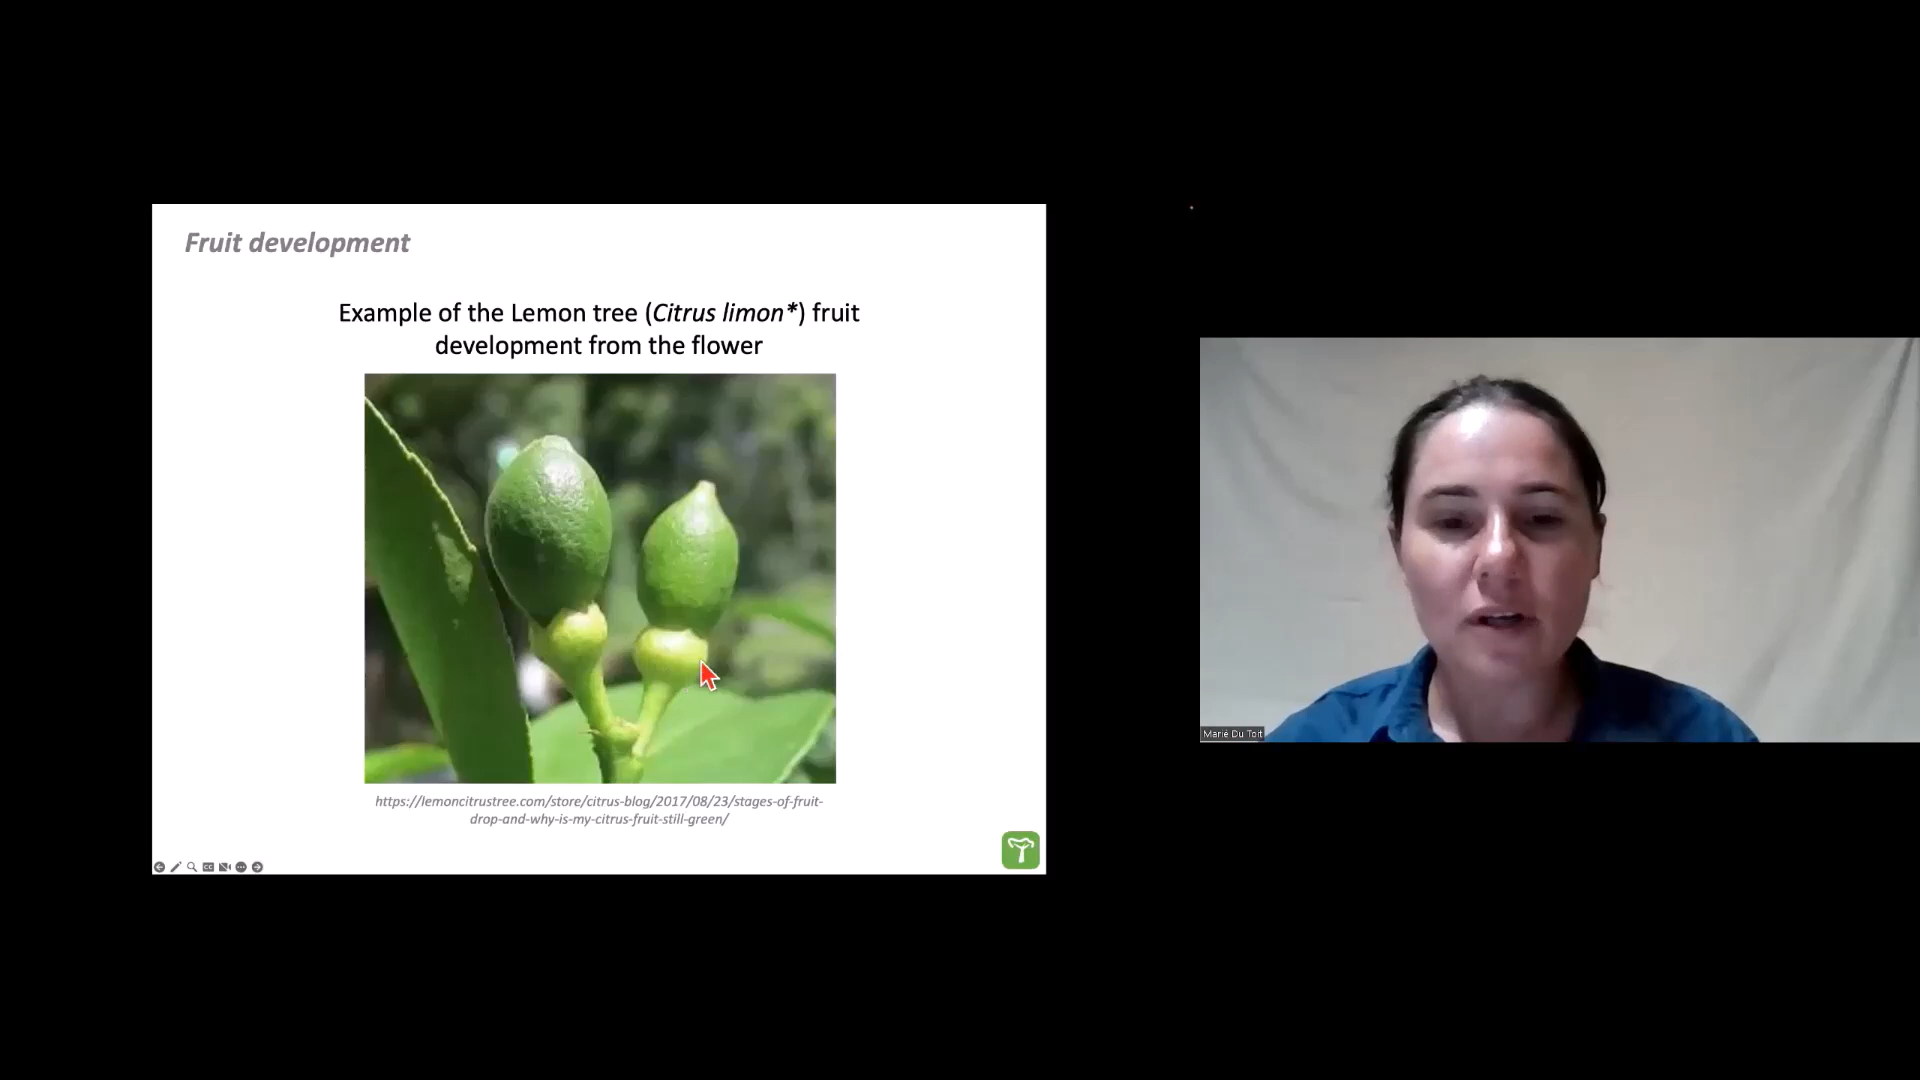 Fruit development
Example of the Lemon tree (Citrus limon*) fruit
development from the flower
https://lemoncitrustree.com/store/citrus-blog/2017/08/23/stages-of-fruit-
drop-and-why-is-my-citrus-fruit-still-green/
Marié Du Toit